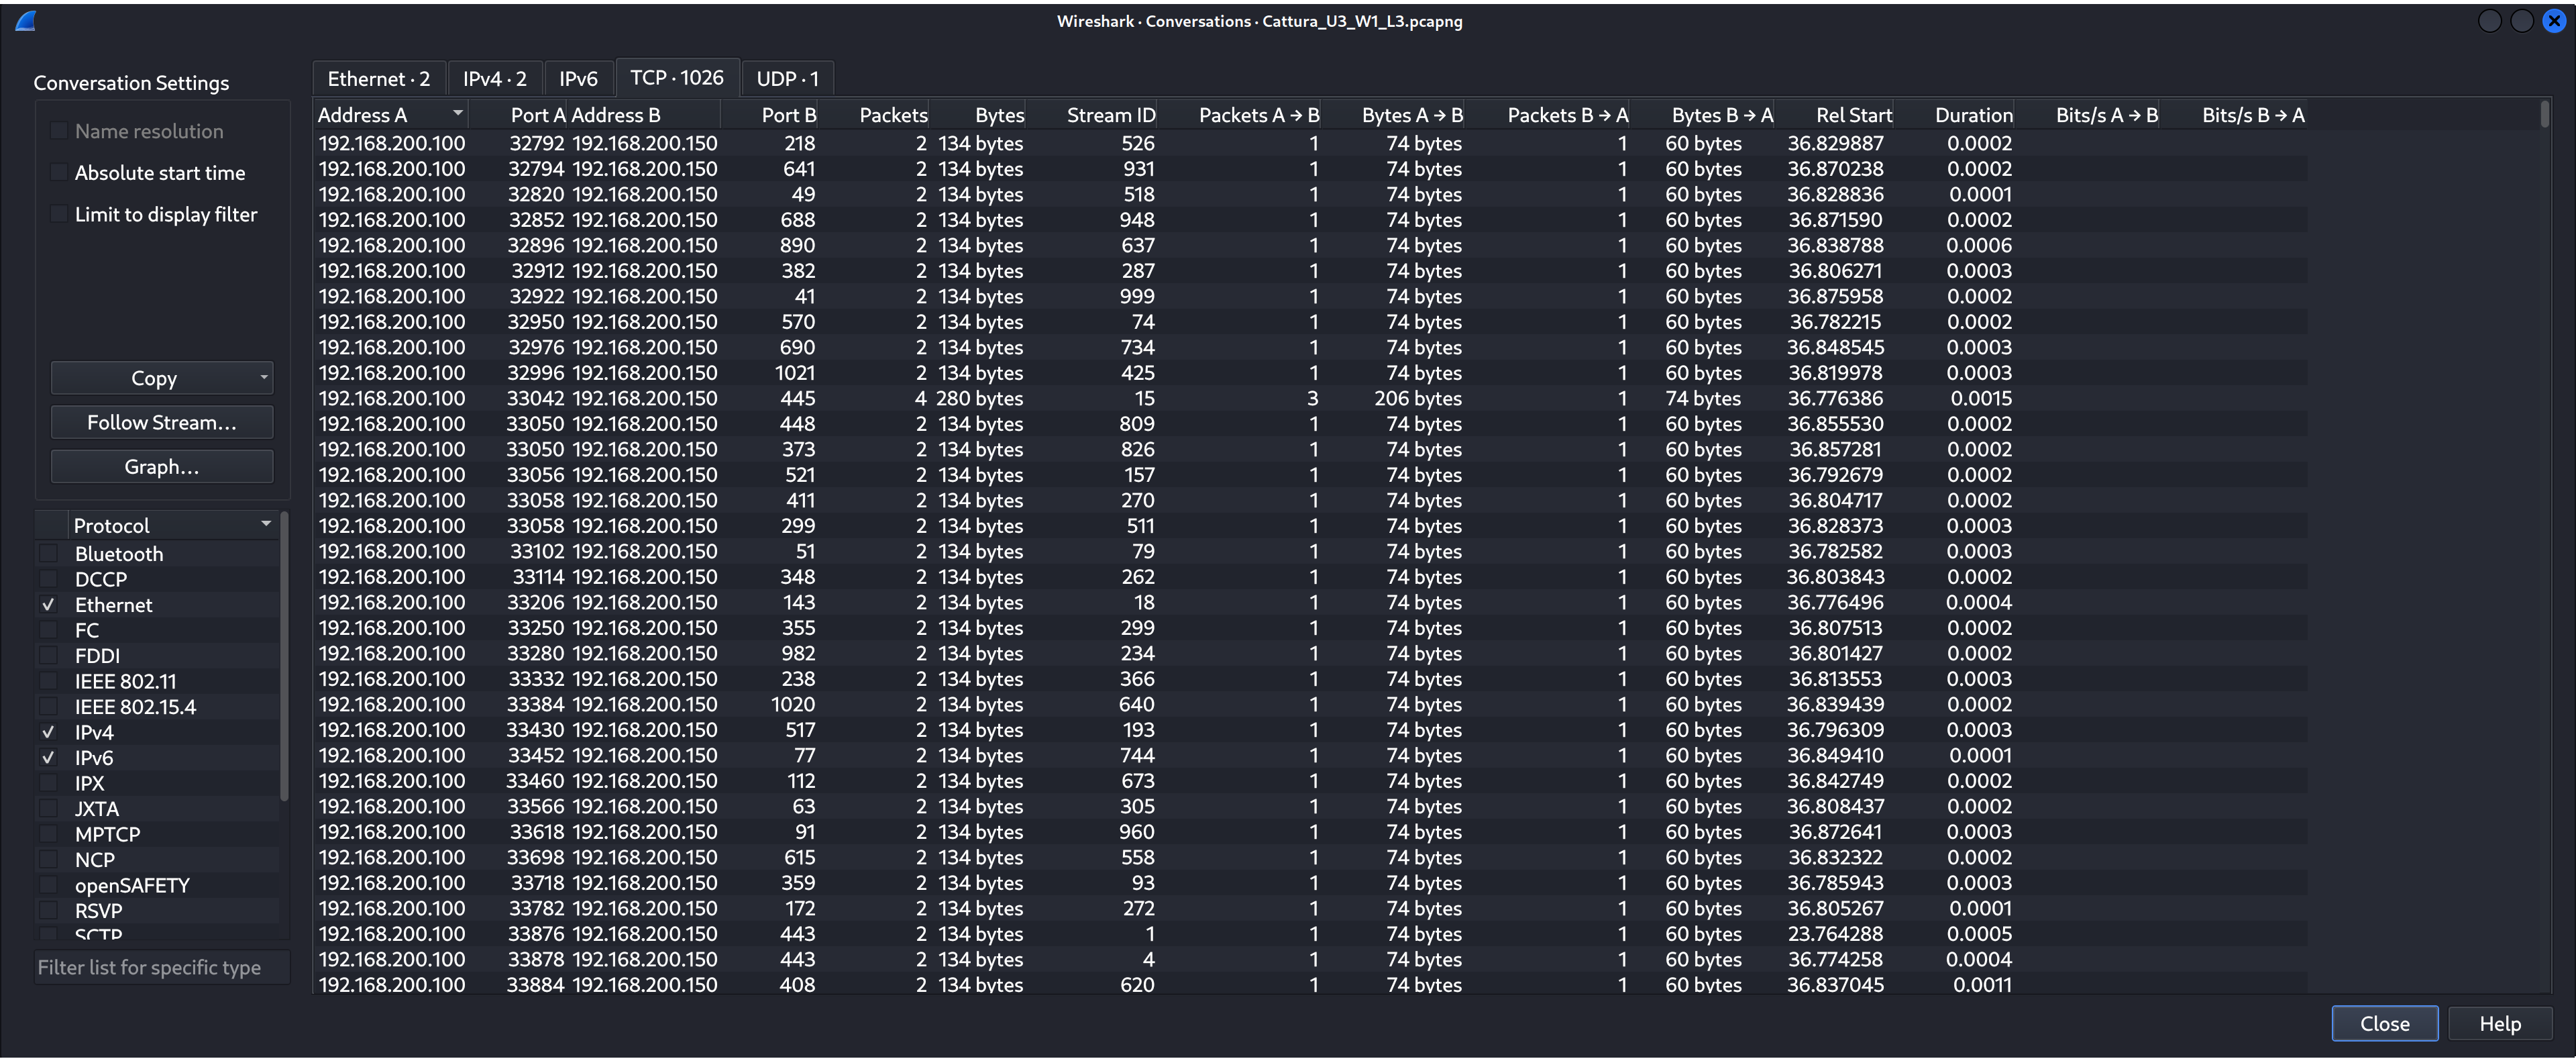 Wireshark · Conversations · Cattura_U3_W1_L3.pcapng
Conversation Settings
Name resolution
Absolute start time
Limit to display filter
Copy
Follow Stream...
Graph...
Protocol
Bluetooth
DCCP
Ethernet
FC
FDDI
IEEE 802.11
IEEE 802.15.4
IPv4
IPv6
IPX
JXTA
MPTCP
NCP
openSAFETY
RSVP
SCTP
Filter list for specific type
Ethernet · 2 IPv4 · 2 IPv6 TCP · 1026 UDP · 1
Address A Port A Address B Port B Packets Bytes Stream ID Packets A → B Bytes A → B Packets B → A Bytes B → A Rel Start Duration Bits/s A → B Bits/s B → A
192.168.200.100 32792 192.168.200.150 218 2 134 bytes 526 1 74 bytes 1 60 bytes 36.829887 0.0002
192.168.200.100 32794 192.168.200.150 641 2 134 bytes 931 1 74 bytes 1 60 bytes 36.870238 0.0002
192.168.200.100 32820 192.168.200.150 49 2 134 bytes 518 1 74 bytes 1 60 bytes 36.828836 0.0001
192.168.200.100 32852 192.168.200.150 688 2 134 bytes 948 1 74 bytes 1 60 bytes 36.871590 0.0002
192.168.200.100 32896 192.168.200.150 890 2 134 bytes 637 1 74 bytes 1 60 bytes 36.838788 0.0006
192.168.200.100 32912 192.168.200.150 382 2 134 bytes 287 1 74 bytes 1 60 bytes 36.806271 0.0003
192.168.200.100 32922 192.168.200.150 41 2 134 bytes 999 1 74 bytes 1 60 bytes 36.875958 0.0002
192.168.200.100 32950 192.168.200.150 570 2 134 bytes 74 1 74 bytes 1 60 bytes 36.782215 0.0002
192.168.200.100 32976 192.168.200.150 690 2 134 bytes 734 1 74 bytes 1 60 bytes 36.848545 0.0003
192.168.200.100 32996 192.168.200.150 1021 2 134 bytes 425 1 74 bytes 1 60 bytes 36.819978 0.0003
192.168.200.100 33042 192.168.200.150 445 4 280 bytes 15 3 206 bytes 1 74 bytes 36.776386 0.0015
192.168.200.100 33050 192.168.200.150 448 2 134 bytes 809 1 74 bytes 1 60 bytes 36.855530 0.0002
192.168.200.100 33050 192.168.200.150 373 2 134 bytes 826 1 74 bytes 1 60 bytes 36.857281 0.0002
192.168.200.100 33056 192.168.200.150 521 2 134 bytes 157 1 74 bytes 1 60 bytes 36.792679 0.0002
192.168.200.100 33058 192.168.200.150 411 2 134 bytes 270 1 74 bytes 1 60 bytes 36.804717 0.0002
192.168.200.100 33058 192.168.200.150 299 2 134 bytes 511 1 74 bytes 1 60 bytes 36.828373 0.0003
192.168.200.100 33102 192.168.200.150 51 2 134 bytes 79 1 74 bytes 1 60 bytes 36.782582 0.0003
192.168.200.100 33114 192.168.200.150 348 2 134 bytes 262 1 74 bytes 1 60 bytes 36.803843 0.0002
192.168.200.100 33206 192.168.200.150 143 2 134 bytes 18 1 74 bytes 1 60 bytes 36.776496 0.0004
192.168.200.100 33250 192.168.200.150 355 2 134 bytes 299 1 74 bytes 1 60 bytes 36.807513 0.0002
192.168.200.100 33280 192.168.200.150 982 2 134 bytes 234 1 74 bytes 1 60 bytes 36.801427 0.0002
192.168.200.100 33332 192.168.200.150 238 2 134 bytes 366 1 74 bytes 1 60 bytes 36.813553 0.0003
192.168.200.100 33384 192.168.200.150 1020 2 134 bytes 640 1 74 bytes 1 60 bytes 36.839439 0.0002
192.168.200.100 33430 192.168.200.150 517 2 134 bytes 193 1 74 bytes 1 60 bytes 36.796309 0.0003
192.168.200.100 33452 192.168.200.150 77 2 134 bytes 744 1 74 bytes 1 60 bytes 36.849410 0.0001
192.168.200.100 33460 192.168.200.150 112 2 134 bytes 673 1 74 bytes 1 60 bytes 36.842749 0.0002
192.168.200.100 33566 192.168.200.150 63 2 134 bytes 305 1 74 bytes 1 60 bytes 36.808437 0.0002
192.168.200.100 33618 192.168.200.150 91 2 134 bytes 960 1 74 bytes 1 60 bytes 36.872641 0.0003
192.168.200.100 33698 192.168.200.150 615 2 134 bytes 558 1 74 bytes 1 60 bytes 36.832322 0.0002
192.168.200.100 33718 192.168.200.150 359 2 134 bytes 93 1 74 bytes 1 60 bytes 36.785943 0.0003
192.168.200.100 33782 192.168.200.150 172 2 134 bytes 272 1 74 bytes 1 60 bytes 36.805267 0.0001
192.168.200.100 33876 192.168.200.150 443 2 134 bytes 1 1 74 bytes 1 60 bytes 23.764288 0.0005
192.168.200.100 33878 192.168.200.150 443 2 134 bytes 4 1 74 bytes 1 60 bytes 36.774258 0.0004
192.168.200.100 33884 192.168.200.150 408 2 134 bytes 620 1 74 bytes 1 60 bytes 36.837045 0.0011
Close Help